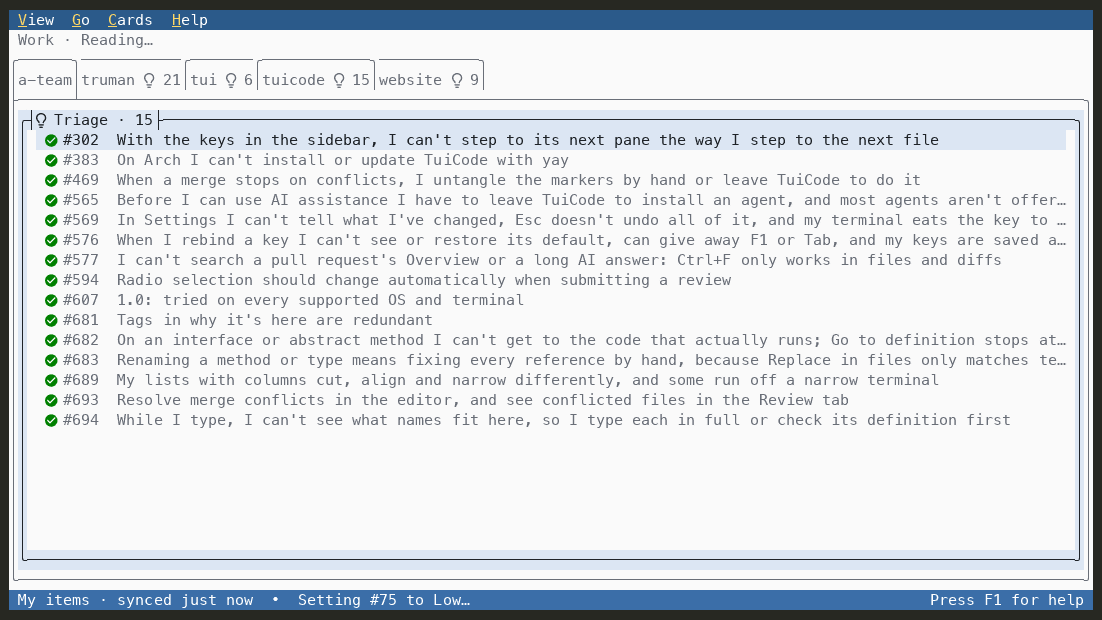 View  Go  Cards  Help
Work · Reading…
a-team  truman 21  tui 6  tuicode 15  website 9
Triage · 15
#302  With the keys in the sidebar, I can't step to its next pane the way I step to the next file
#383  On Arch I can't install or update TuiCode with yay
#469  When a merge stops on conflicts, I untangle the markers by hand or leave TuiCode to do it
#565  Before I can use AI assistance I have to leave TuiCode to install an agent, and most agents aren't offer…
#569  In Settings I can't tell what I've changed, Esc doesn't undo all of it, and my terminal eats the key to …
#576  When I rebind a key I can't see or restore its default, can give away F1 or Tab, and my keys are saved a…
#577  I can't search a pull request's Overview or a long AI answer: Ctrl+F only works in files and diffs
#594  Radio selection should change automatically when submitting a review
#607  1.0: tried on every supported OS and terminal
#681  Tags in why it's here are redundant
#682  On an interface or abstract method I can't get to the code that actually runs; Go to definition stops at…
#683  Renaming a method or type means fixing every reference by hand, because Replace in files only matches te…
#689  My lists with columns cut, align and narrow differently, and some run off a narrow terminal
#693  Resolve merge conflicts in the editor, and see conflicted files in the Review tab
#694  While I type, I can't see what names fit here, so I type each in full or check its definition first
My items · synced just now  •  Setting #75 to Low…  Press F1 for help